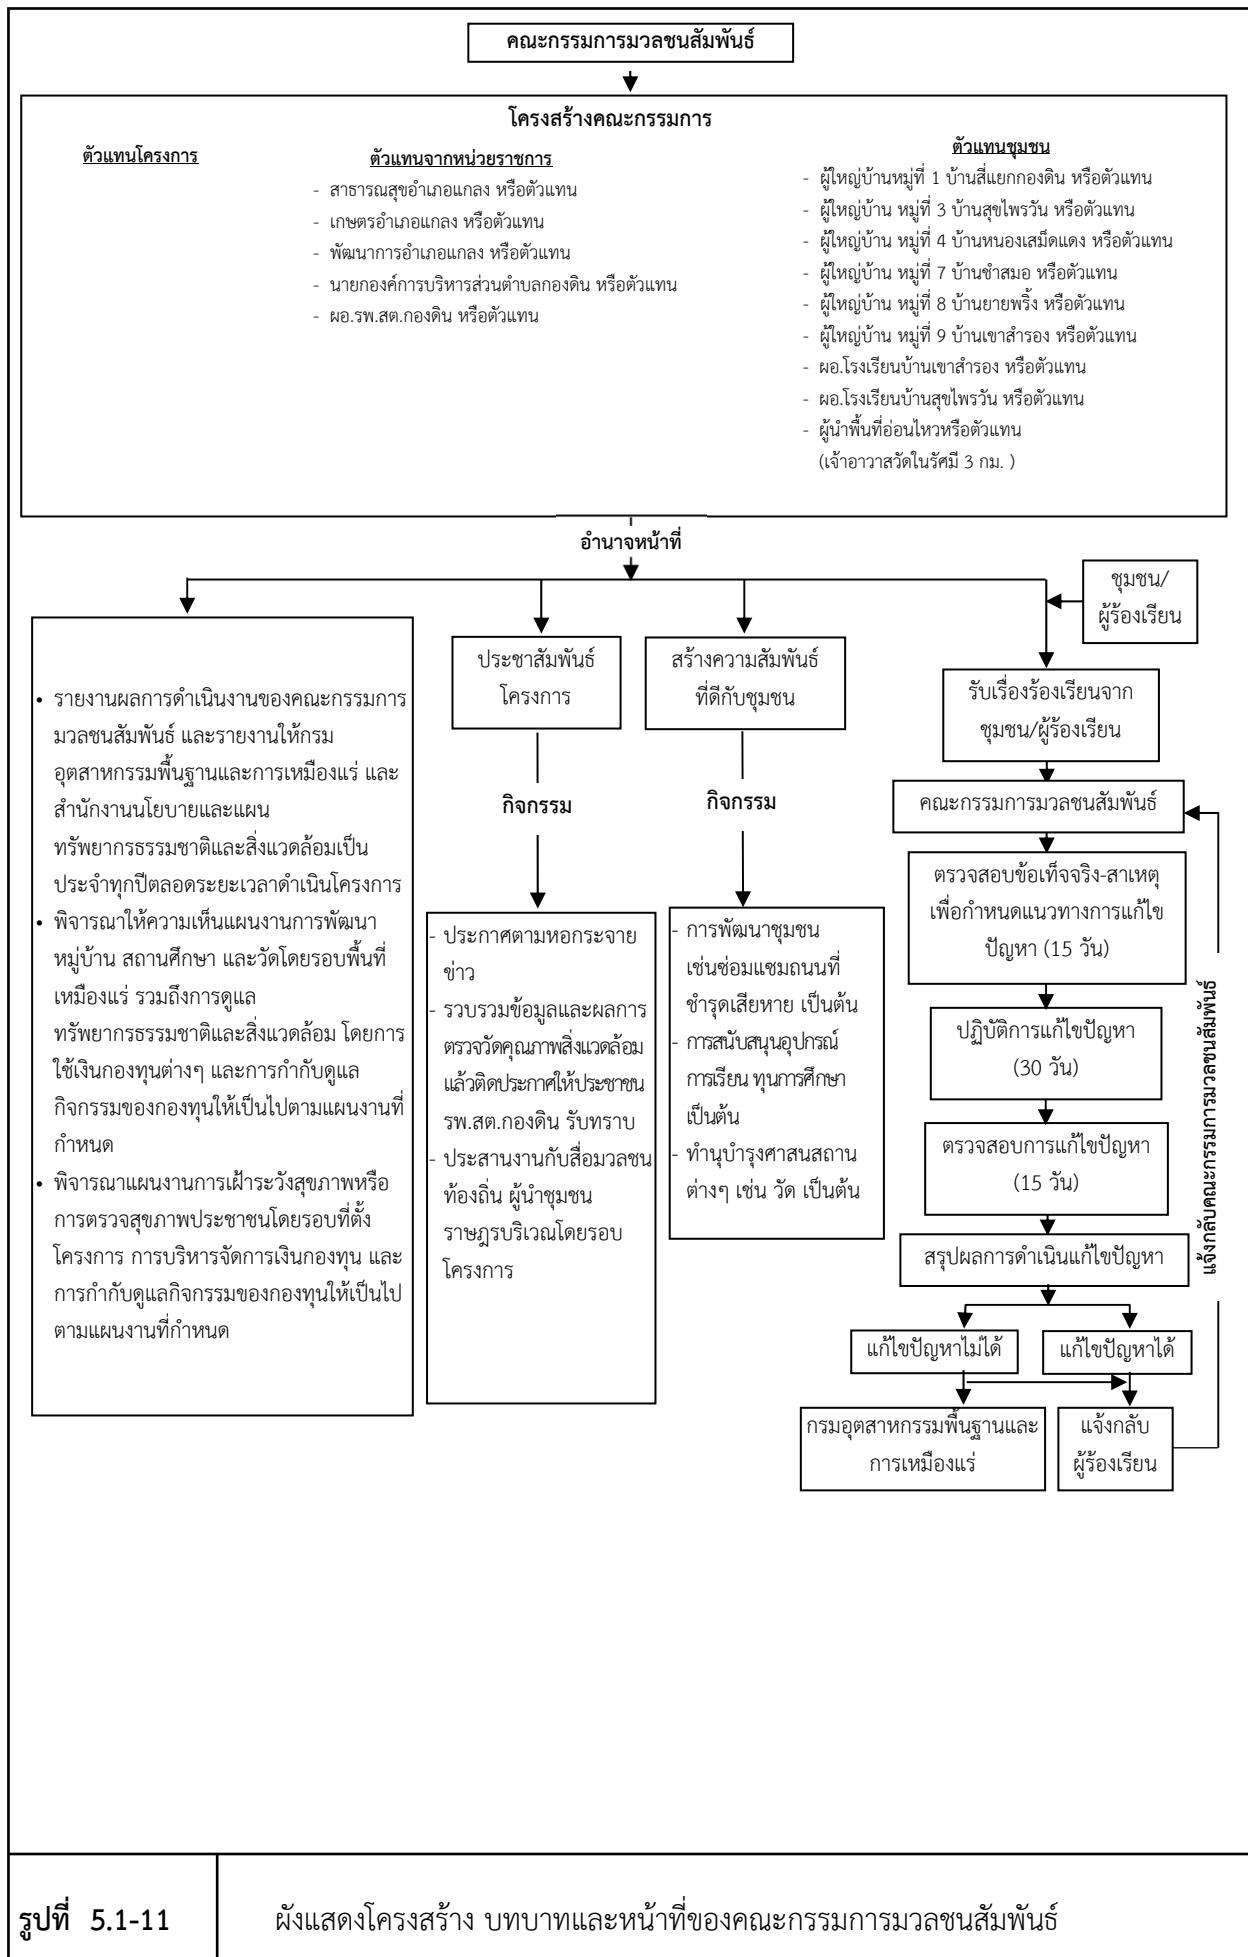 คณะกรรมการมวลชนสัมพันธ์
โครงสร้างคณะกรรมการ
ตัวแทนโครงการ
ตัวแทนจากหน่วยราชการ
- สาธารณสุขอำเภอแกลง หรือตัวแทน
- เกษตรอำเภอแกลง หรือตัวแทน
- พัฒนาการอำเภอแกลง หรือตัวแทน
- นายกองค์การบริหารส่วนตำบลกองดิน หรือตัวแทน
- ผอ.รพ.สต.กองดิน หรือตัวแทน
ตัวแทนชุมชน
- ผู้ใหญ่บ้านหมู่ที่ 1 บ้านสี่แยกกองดิน หรือตัวแทน
- ผู้ใหญ่บ้าน หมู่ที่ 3 บ้านสุขไพรวัน หรือตัวแทน
- ผู้ใหญ่บ้าน หมู่ที่ 4 บ้านหนองเสม็ดแดง หรือตัวแทน
- ผู้ใหญ่บ้าน หมู่ที่ 7 บ้านชำสมอ หรือตัวแทน
- ผู้ใหญ่บ้าน หมู่ที่ 8 บ้านยายพริ้ง หรือตัวแทน
- ผู้ใหญ่บ้าน หมู่ที่ 9 บ้านเขาสำรอง หรือตัวแทน
- ผอ.โรงเรียนบ้านเขาสำรอง หรือตัวแทน
- ผอ.โรงเรียนบ้านสุขไพรวัน หรือตัวแทน
- ผู้นำพื้นที่อ่อนไหวหรือตัวแทน
(เจ้าอาวาสวัดในรัศมี 3 กม. )
อำนาจหน้าที่
• รายงานผลการดำเนินงานของคณะกรรมการ
มวลชนสัมพันธ์ และรายงานให้กรม
อุตสาหกรรมพื้นฐานและการเหมืองแร่ และ
สำนักงานนโยบายและแผน
ทรัพยากรธรรมชาติและสิ่งแวดล้อมเป็น
ประจำทุกปีตลอดระยะเวลาดำเนินโครงการ
• พิจารณาให้ความเห็นแผนงานการพัฒนา
หมู่บ้าน สถานศึกษา และวัดโดยรอบพื้นที่
เหมืองแร่ รวมถึงการดูแล
ทรัพยากรธรรมชาติและสิ่งแวดล้อม โดยการ
ใช้เงินกองทุนต่างๆ และการกำกับดูแล
กิจกรรมของกองทุนให้เป็นไปตามแผนงานที่
กำหนด
• พิจารณาแผนงานการเฝ้าระวังสุขภาพหรือ
การตรวจสุขภาพประชาชนโดยรอบที่ตั้ง
โครงการ การบริหารจัดการเงินกองทุน และ
การกำกับดูแลกิจกรรมของกองทุนให้เป็นไป
ตามแผนงานที่กำหนด
ประชาสัมพันธ์
โครงการ
กิจกรรม
- ประกาศตามหอกระจาย
ข่าว
- รวบรวมข้อมูลและผลการ
ตรวจวัดคุณภาพสิ่งแวดล้อม
แล้วติดประกาศให้ประชาชน
รพ.สต.กองดิน รับทราบ
- ประสานงานกับสื่อมวลชน
ท้องถิ่น ผู้นำชุมชน
ราษฎรบริเวณโดยรอบ
โครงการ
สร้างความสัมพันธ์
ที่ดีกับชุมชน
กิจกรรม
- การพัฒนาชุมชน
เช่นซ่อมแซมถนนที่
ชำรุดเสียหาย เป็นต้น
- การสนับสนุนอุปกรณ์
การเรียน ทุนการศึกษา
เป็นต้น
- ทำนุบำรุงศาสนสถาน
ต่างๆ เช่น วัด เป็นต้น
ชุมชน/
ผู้ร้องเรียน
รับเรื่องร้องเรียนจาก
ชุมชน/ผู้ร้องเรียน
คณะกรรมการมวลชนสัมพันธ์
ตรวจสอบข้อเท็จจริง-สาเหตุ
เพื่อกำหนดแนวทางการแก้ไข
ปัญหา (15 วัน)
ปฏิบัติการแก้ไขปัญหา
(30 วัน)
ตรวจสอบการแก้ไขปัญหา
(15 วัน)
สรุปผลการดำเนินแก้ไขปัญหา
แก้ไขปัญหาไม่ได้
แก้ไขปัญหาได้
กรมอุตสาหกรรมพื้นฐานและ
การเหมืองแร่
แจ้งกลับ
ผู้ร้องเรียน
แจ้งกลับคณะกรรมการมวลชนสัมพันธ์
รูปที่ 5.1-11
ผังแสดงโครงสร้าง บทบาทและหน้าที่ของคณะกรรมการมวลชนสัมพันธ์